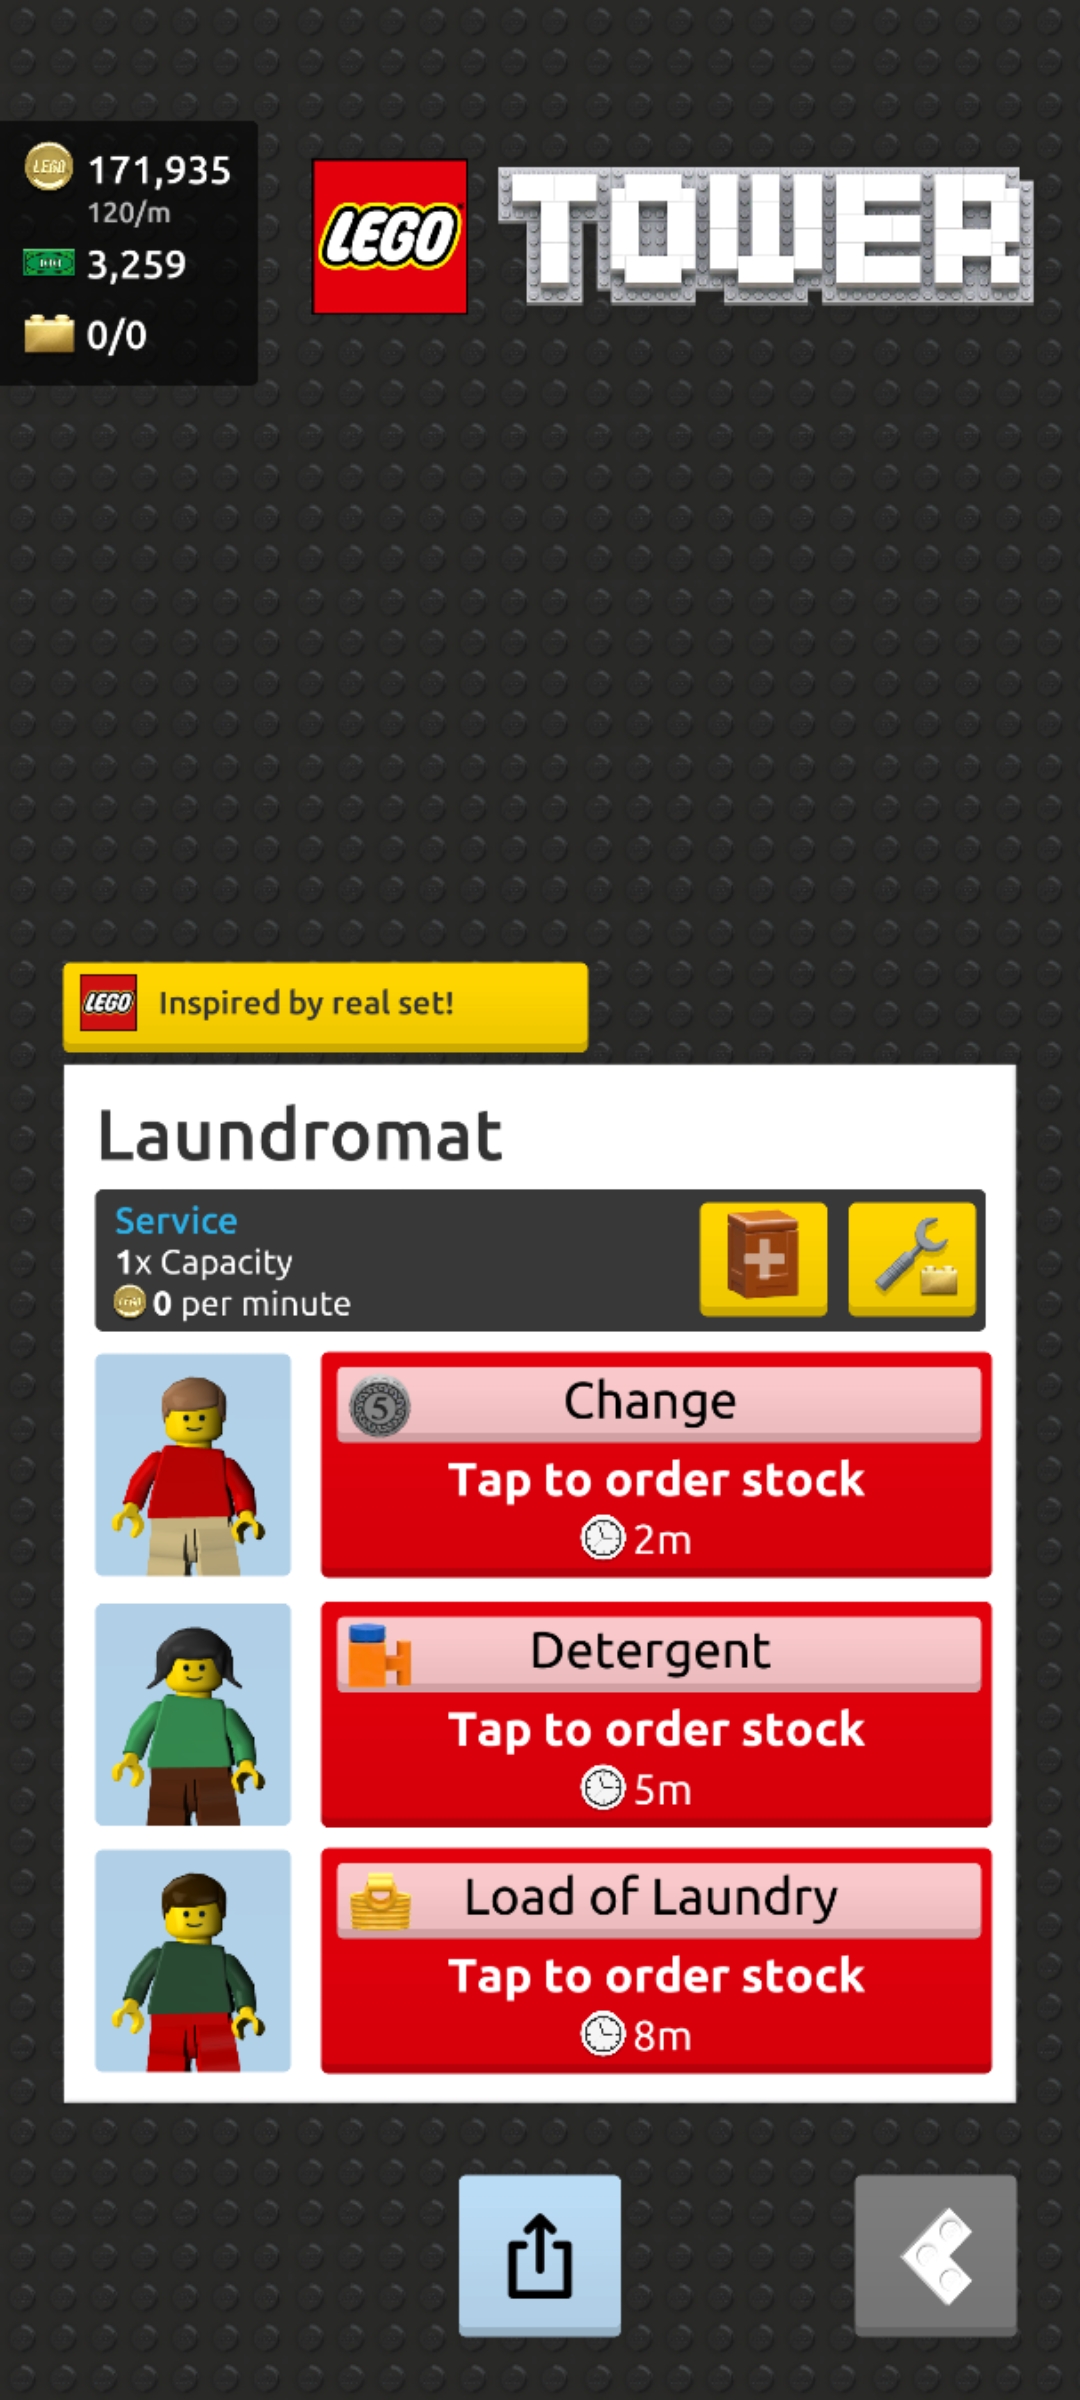 LEGO
171,935
120/m
3,259
0/0
LEGO
TOWER
LEGO
Inspired by real set!
Laundromat
Service
1x Capacity
0 per minute
5
Change
Tap to order stock
2m
Detergent
Tap to order stock
5m
Load of Laundry
Tap to order stock
8m